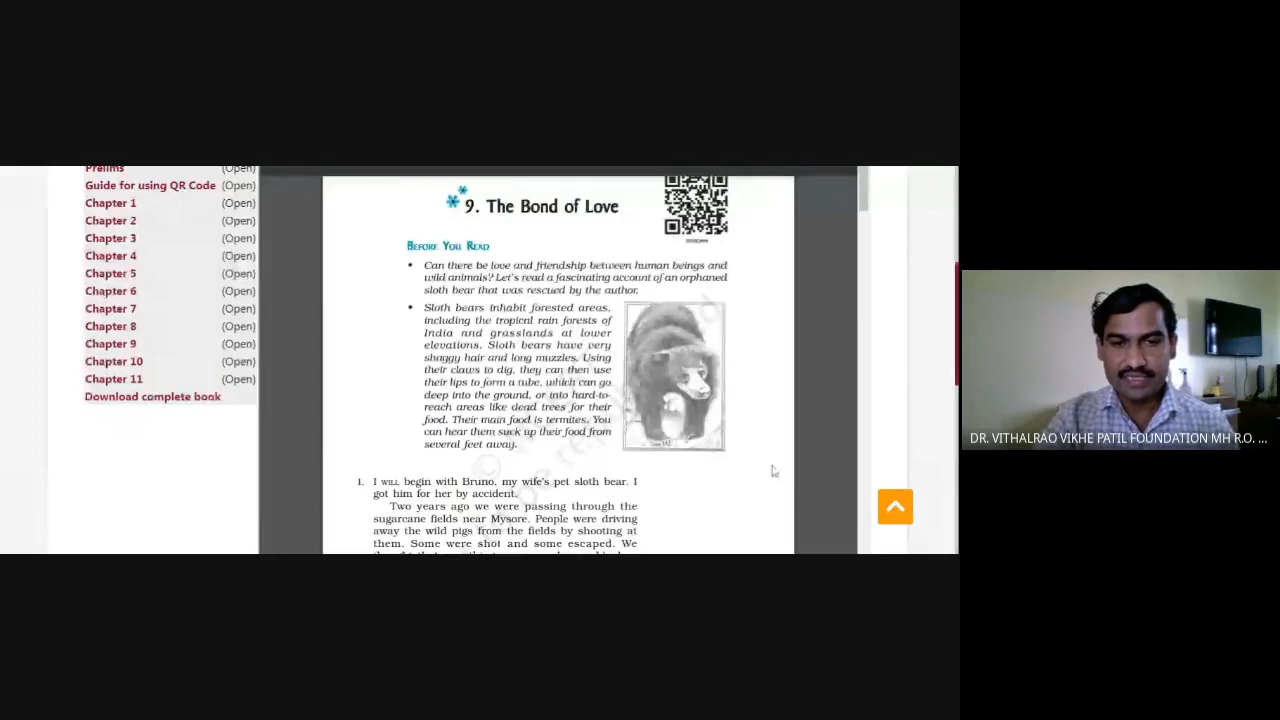 Prelims (Open)
Guide for using QR Code (Open)
Chapter 1 (Open)
Chapter 2 (Open)
Chapter 3 (Open)
Chapter 4 (Open)
Chapter 5 (Open)
Chapter 6 (Open)
Chapter 7 (Open)
Chapter 8 (Open)
Chapter 9 (Open)
Chapter 10 (Open)
Chapter 11 (Open)
Download complete book
9. The Bond of Love
BEFORE YOU READ
• Can there be love and friendship between human beings and
wild animals? Let's read a fascinating account of an orphaned
sloth bear that was rescued by the author.
• Sloth bears inhabit forested areas,
including the tropical rain forests of
India and grasslands at lower
elevations. Sloth bears have very
shaggy hair and long muzzles. Using
their claws to dig, they can then use
their lips to form a tube, which can go
deep into the ground, or into hard-to-
reach areas like dead trees for their
food. Their main food is termites. You
can hear them suck up their food from
several feet away.
1. I WILL begin with Bruno, my wife's pet sloth bear. I
got him for her by accident.
Two years ago we were passing through the
sugarcane fields near Mysore. People were driving
away the wild pigs from the fields by shooting at
them. Some were shot and some escaped. We
DR. VITHALRAO VIKHE PATIL FOUNDATION MH R.O. ...